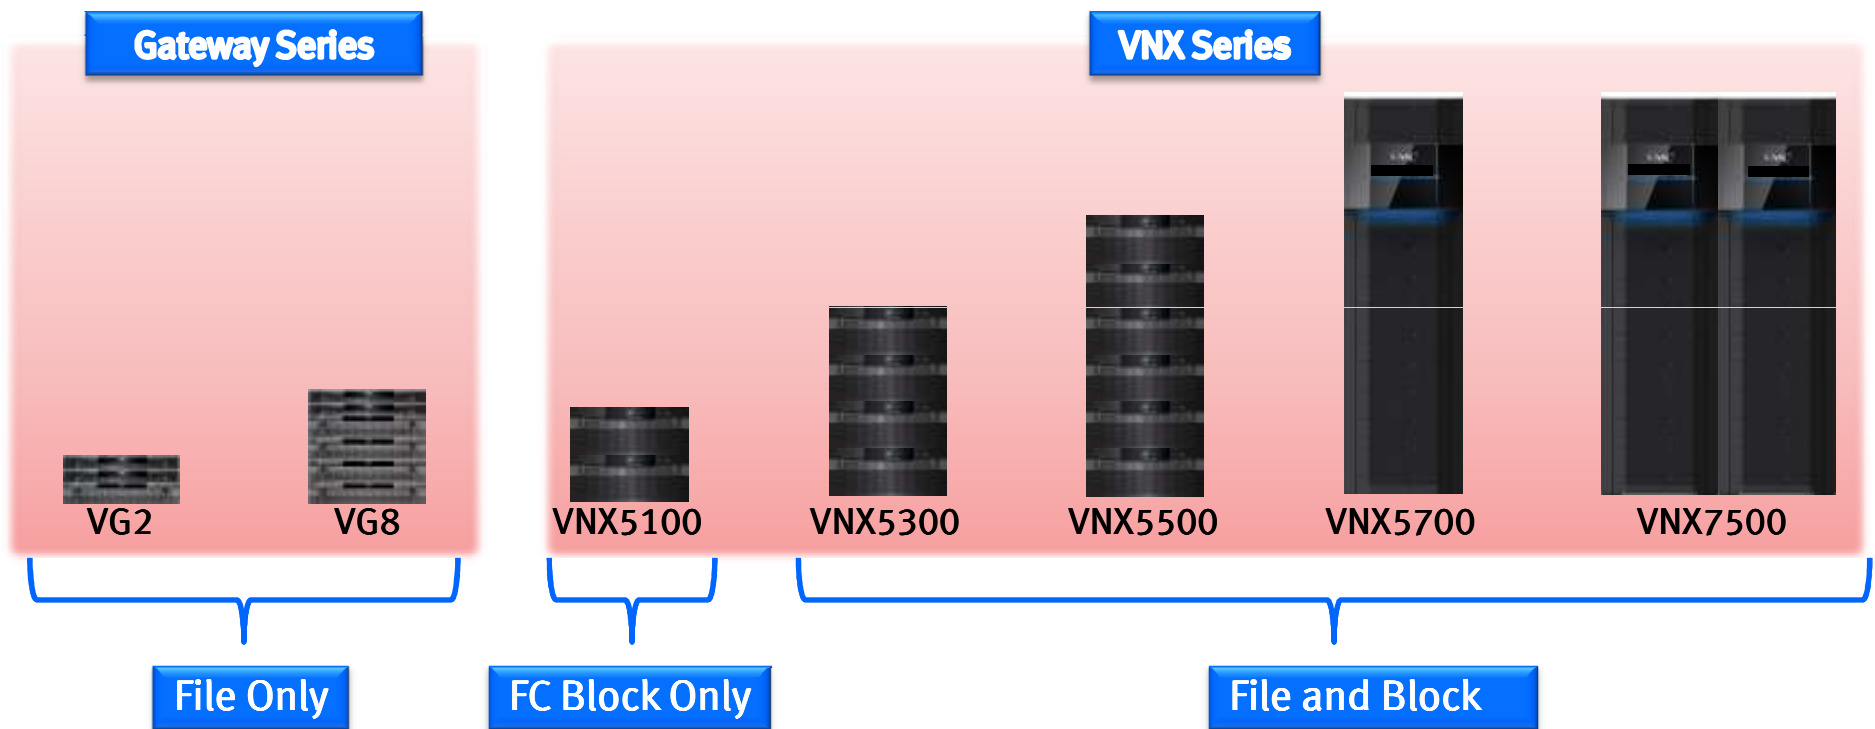 Gateway Series
VNX Series
VG2
VG8
VNX5100
VNX5300
VNX5500
VNX5700
VNX7500
File Only
FC Block Only
File and Block